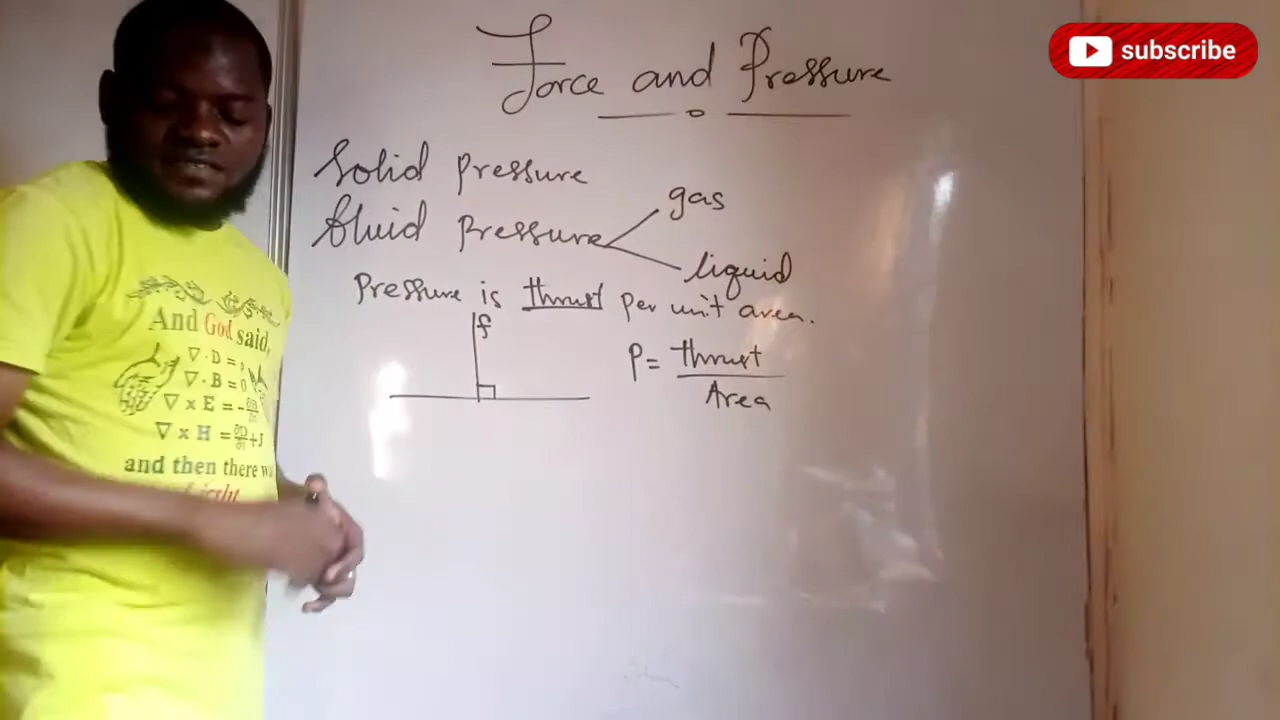 subscribe
Force and Pressure
Solid pressure
fluid pressure
gas
liquid
Pressure is thrust per unit area.
f
P = thrust
Area
And God said,
∇·D =
∇·B = 0
∇ x E = -
∇ x H = ∂D/∂t + J
and then there
light